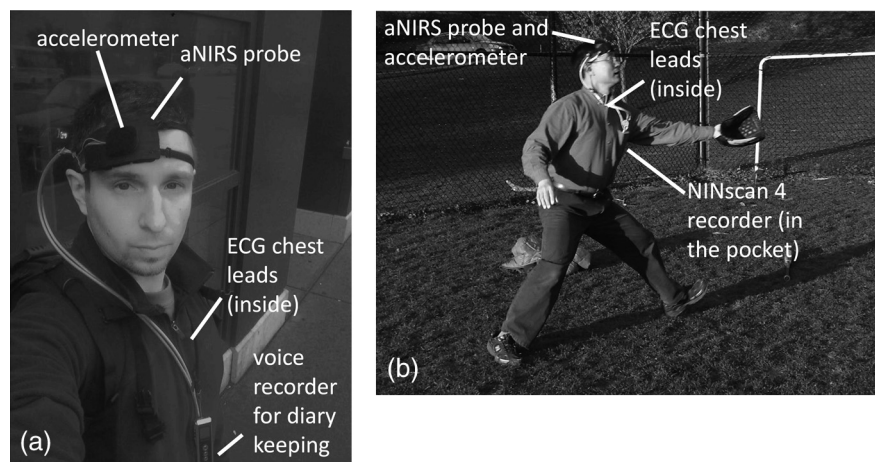 accelerometer
aNIRS probe
ECG chest
leads
(inside)
voice
recorder
for diary
keeping
(a)
aNIRS probe and
accelerometer
ECG chest
leads
(inside)
NINscan 4
recorder (in
the pocket)
(b)